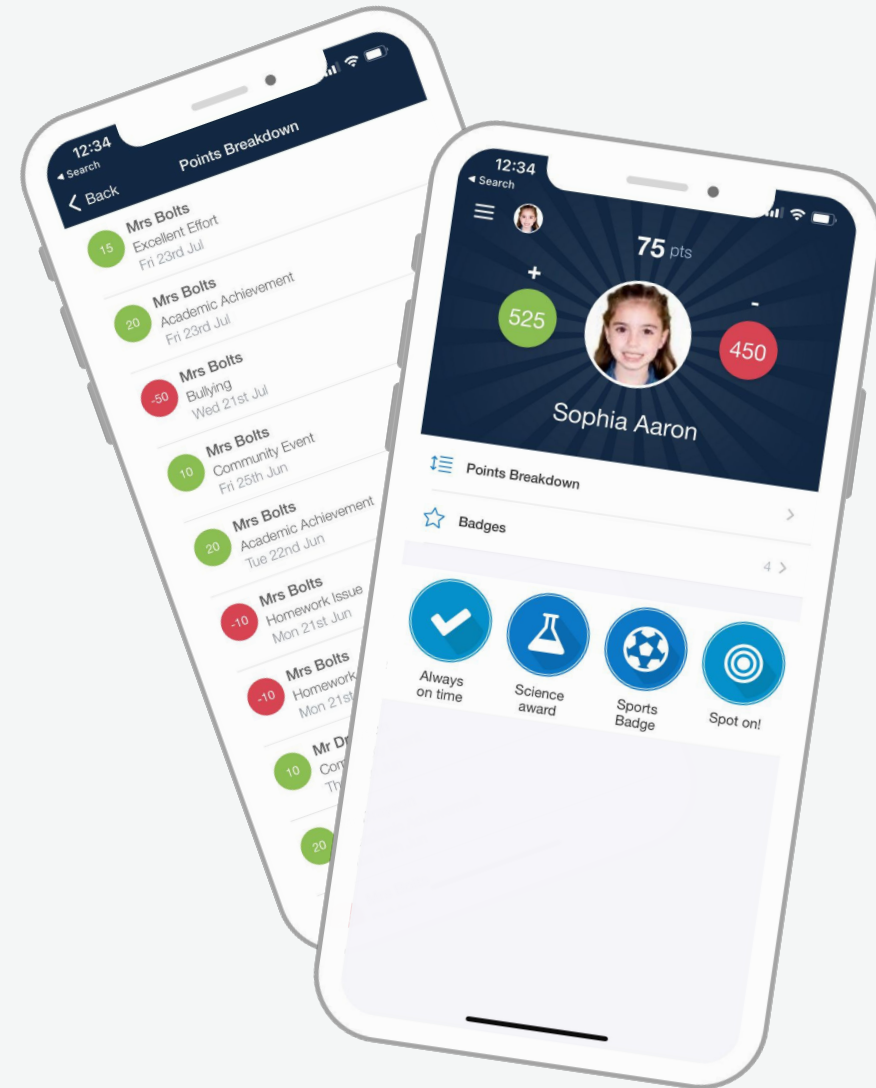 12:34
Search
Back
Points Breakdown
15
Mrs Bolts
Excellent Effort
Fri 23rd Jul
20
Mrs Bolts
Academic Achievement
Fri 23rd Jul
-50
Mrs Bolts
Bullying
Wed 21st Jul
10
Mrs Bolts
Community Event
Fri 25th Jun
20
Mrs Bolts
Academic Achievement
Tue 22nd Jun
-10
Mrs Bolts
Homework Issue
Mon 21st Jun
-10
Mrs Bolts
Homework
Mon 21st
10
Mr
20
12:34
Search
75 pts
+
-
525
450
Sophia Aaron
Points Breakdown
Badges
4
Always
on time
Science
award
Sports
Badge
Spot on!